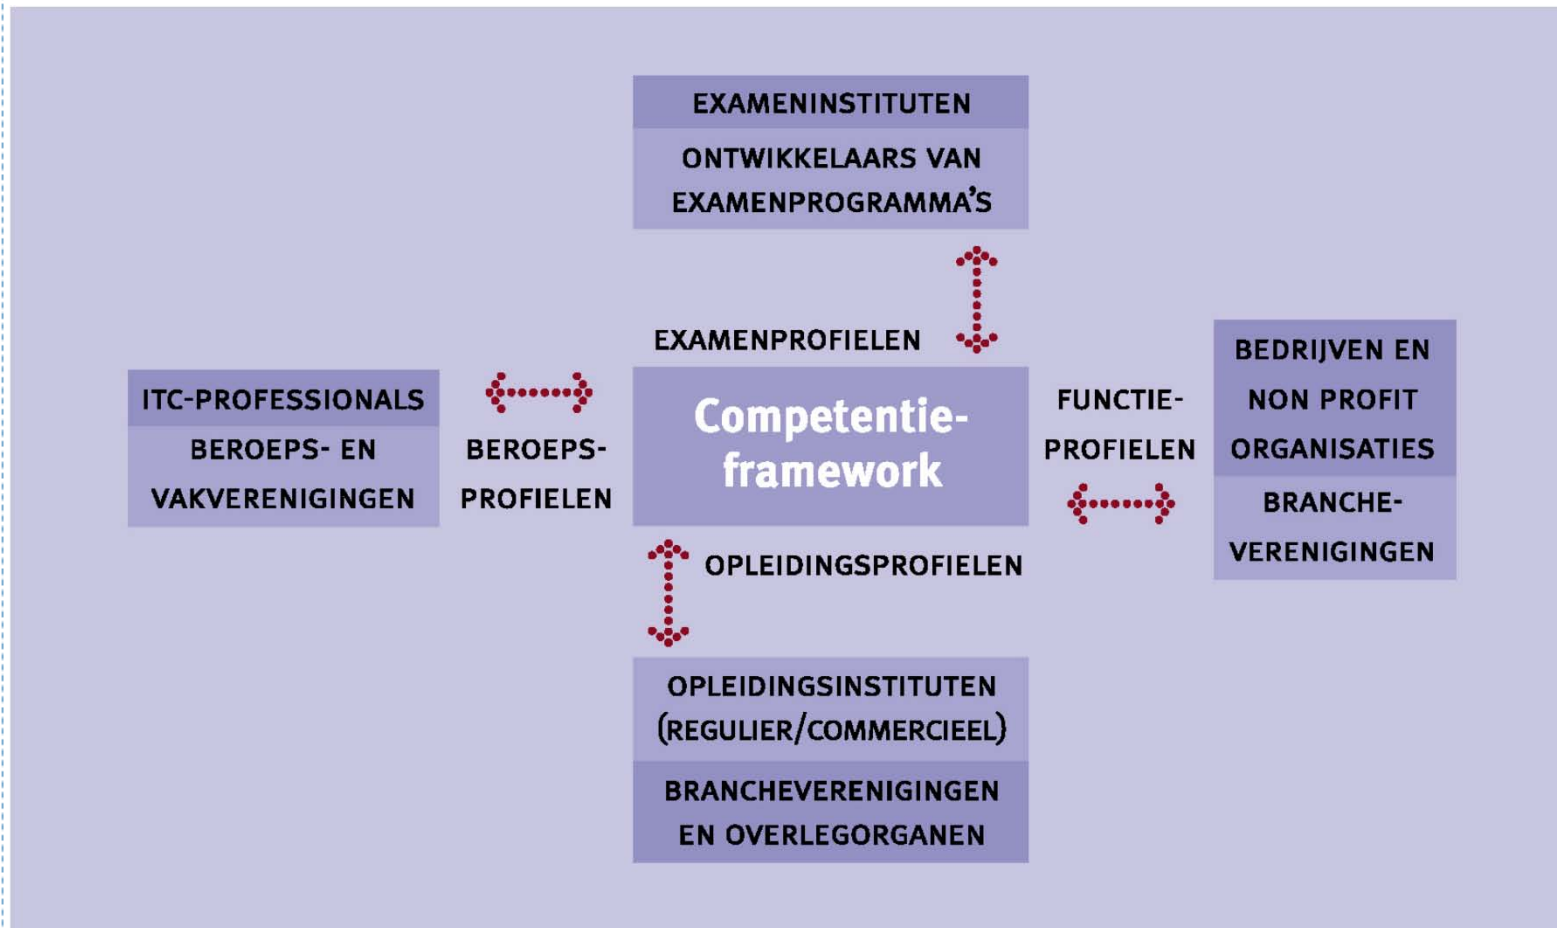 EXAMENINSTITUTEN
ONTWIKKELAARS VAN
EXAMENPROGRAMMA'S
EXAMENPROFIELEN
ITC-PROFESSIONALS
BEROEPS- EN
VAKVERENIGINGEN
BEROEPS-
PROFIELEN
Competentie-
framework
FUNCTIE-
PROFIELEN
BEDRIJVEN EN
NON PROFIT
ORGANISATIES
BRANCHE-
VERENIGINGEN
OPLEIDINGSPROFIELEN
OPLEIDINGSINSTITUTEN
(REGULIER/COMMERCIEEL)
BRANCHEVERENIGINGEN
EN OVERLEGORGANEN